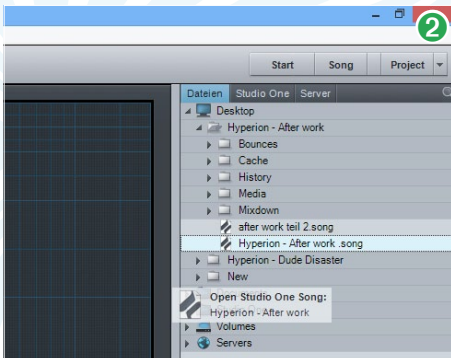 2
Start Song Project
Dateien Studio One Server
Desktop
Hyperion - After work
Bounces
Cache
History
Media
Mixdown
after work teil 2.song
Hyperion - After work .song
Hyperion - Dude Disaster
New
Open Studio One Song:
Hyperion - After work
Volumes
Servers